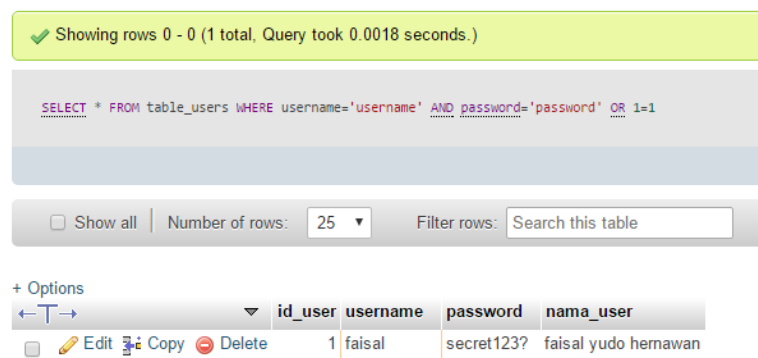 Showing rows 0 - 0 (1 total, Query took 0.0018 seconds.)
SELECT * FROM table_users WHERE username='username' AND password='password' OR 1=1
Show all Number of rows: 25 Filter rows: Search this table
+ Options
id_user username password nama_user
Edit Copy Delete 1 faisal secret123? faisal yudo hernawan